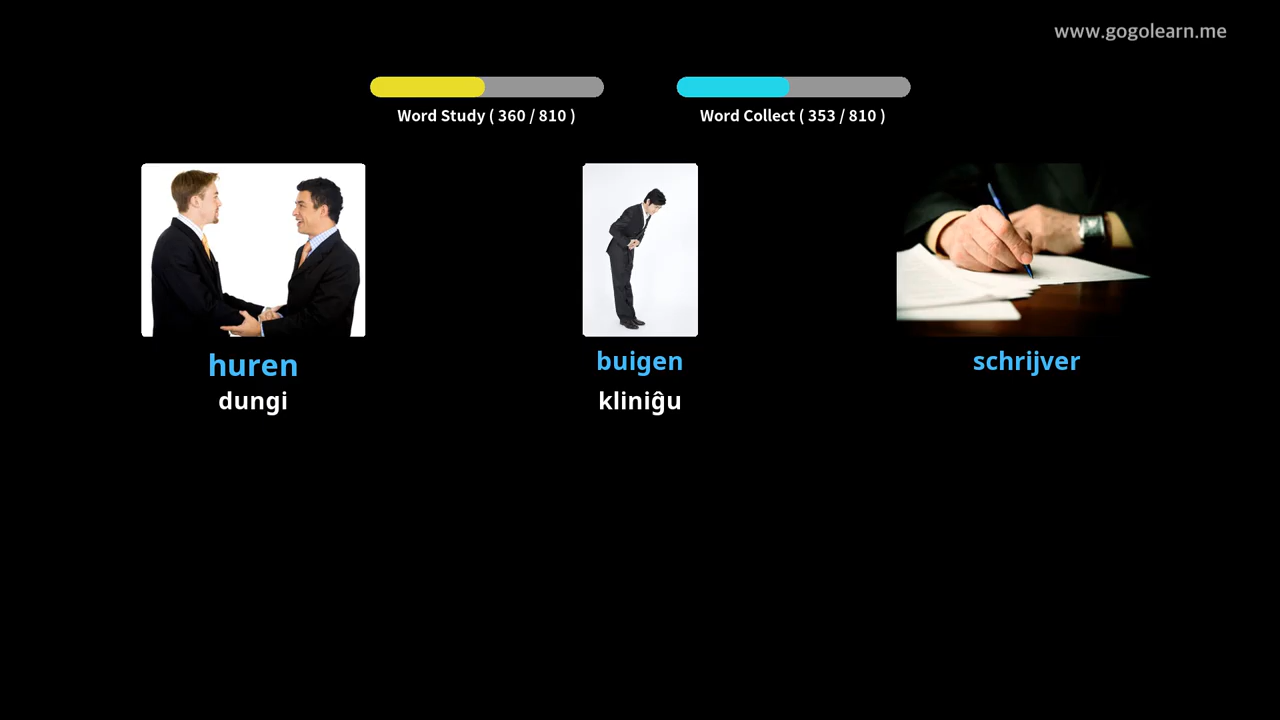 www.gogolearn.me
Word Study ( 360 / 810 )
Word Collect ( 353 / 810 )
huren
dungi
buigen
kliniĝu
schrijver